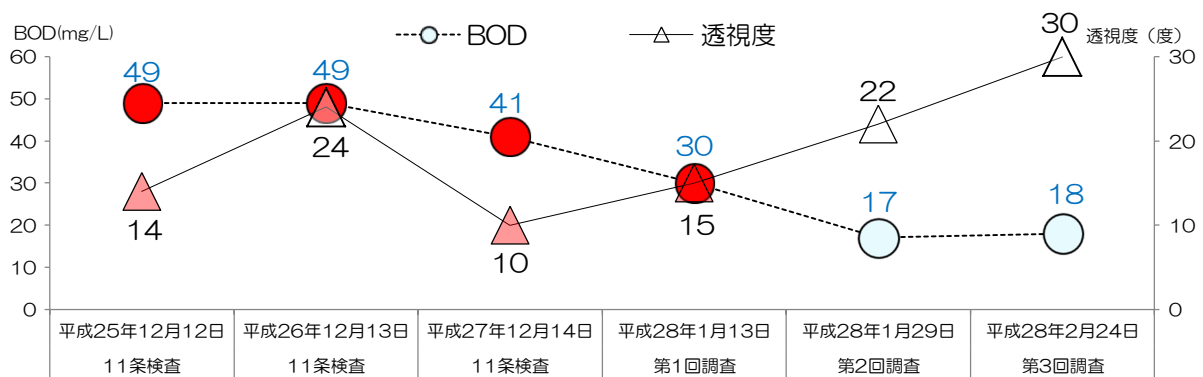 BOD(mg/L)
BOD
透視度
透視度（度）
60
50
40
30
20
10
0
30
20
10
0
49
49
41
30
17
18
14
24
10
15
22
30
平成25年12月12日
平成26年12月13日
平成27年12月14日
平成28年1月13日
平成28年1月29日
平成28年2月24日
11条検査
11条検査
11条検査
第1回調査
第2回調査
第3回調査